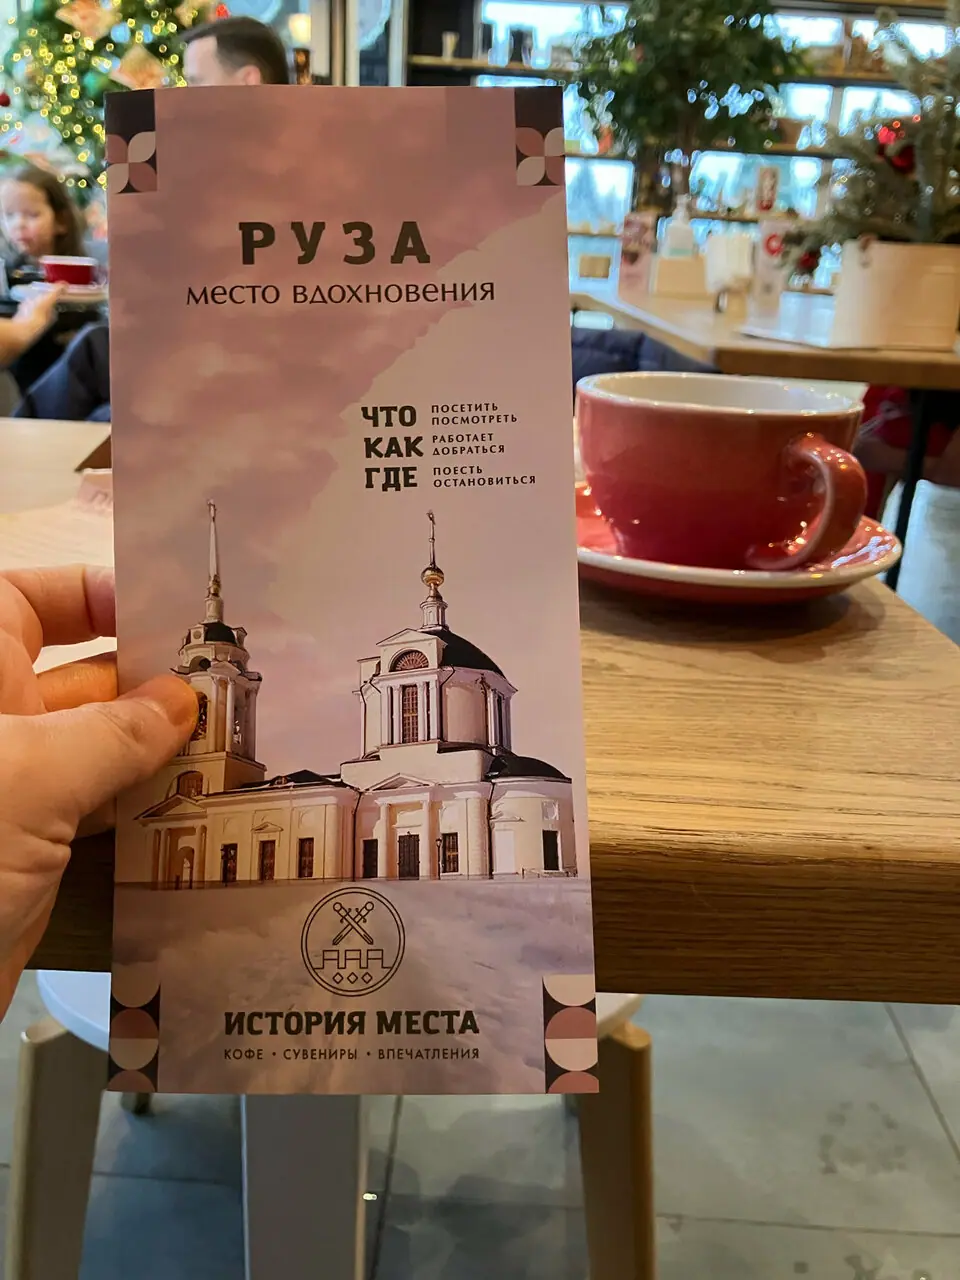 РУЗА
МЕСТО ВДОХНОВЕНИЯ
ЧТО ПОСЕТИТЬ
ПОСМОТРЕТЬ
КАК РАБОТАЕТ
ДОБРАТЬСЯ
ГДЕ ПОЕСТЬ
ОСТАНОВИТЬСЯ
ИСТОРИЯ МЕСТА
КОФЕ • СУВЕНИРЫ • ВПЕЧАТЛЕНИЯ